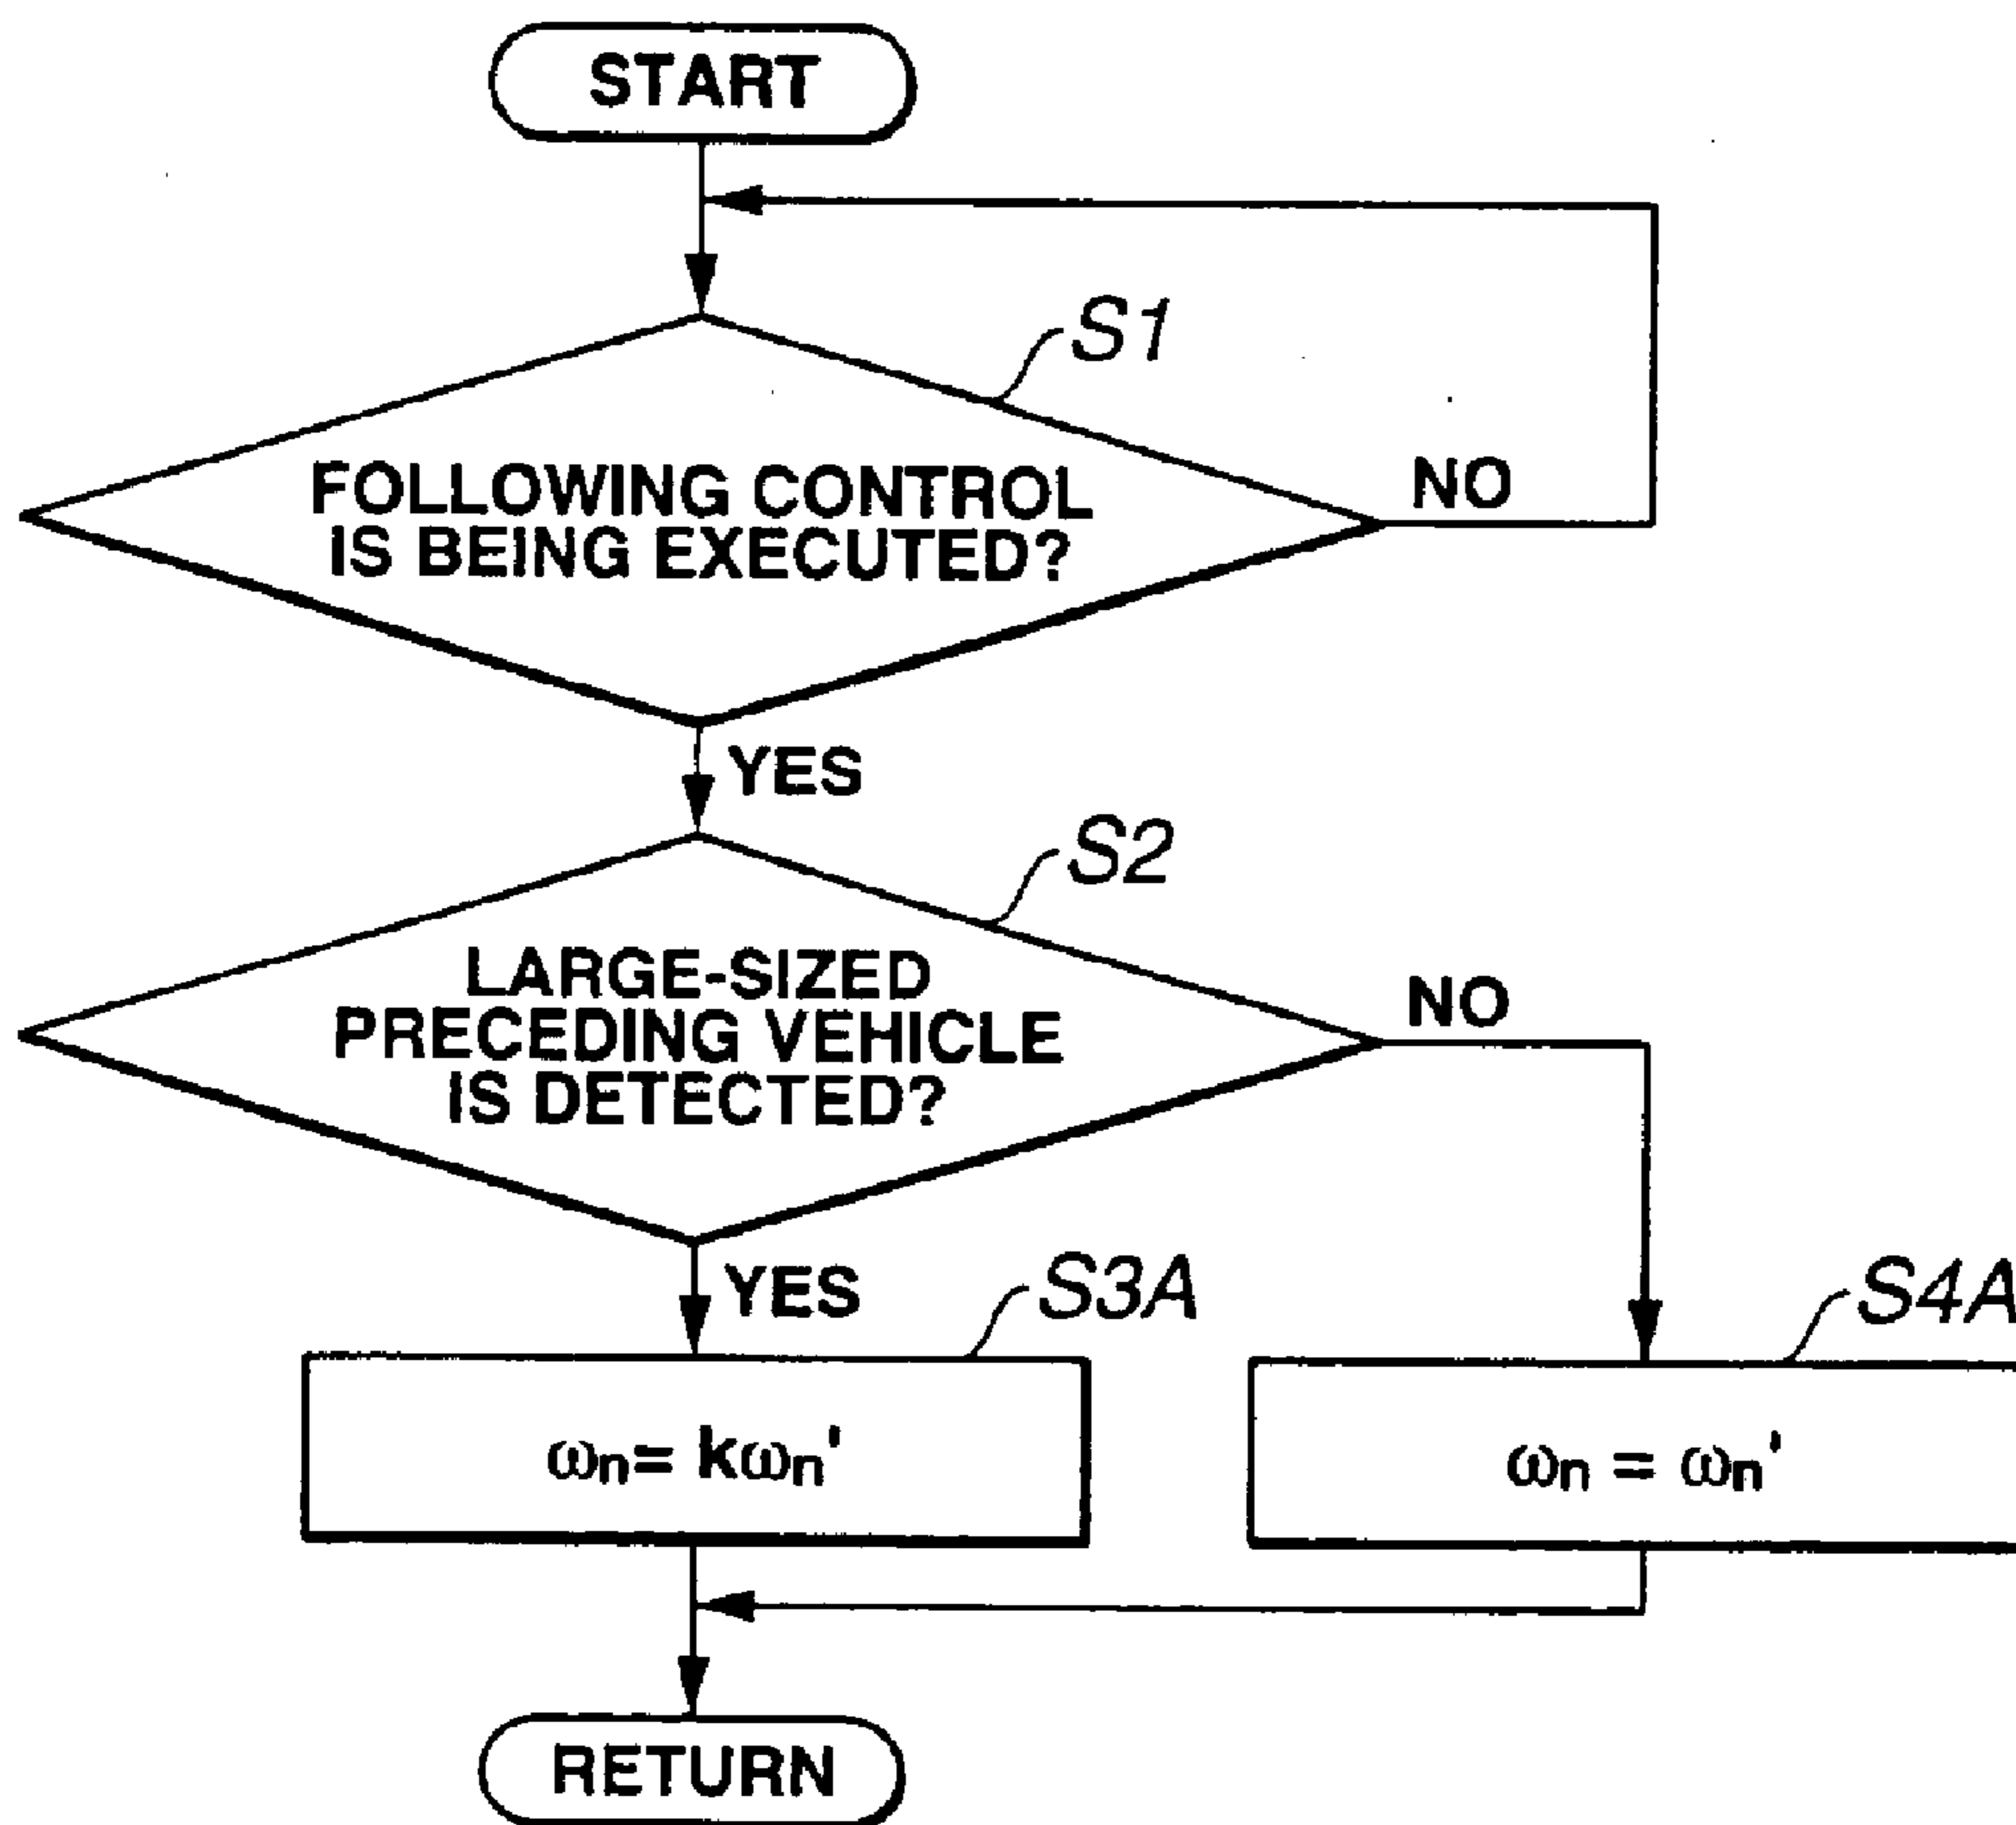 START
S1
FOLLOWING CONTROL
IS BEING EXECUTED?
NO
YES
S2
LARGE-SIZED
PRECEDING VEHICLE
IS DETECTED?
NO
YES
S3A
S4A
ωn= kωn'
ωn = ωn'
RETURN